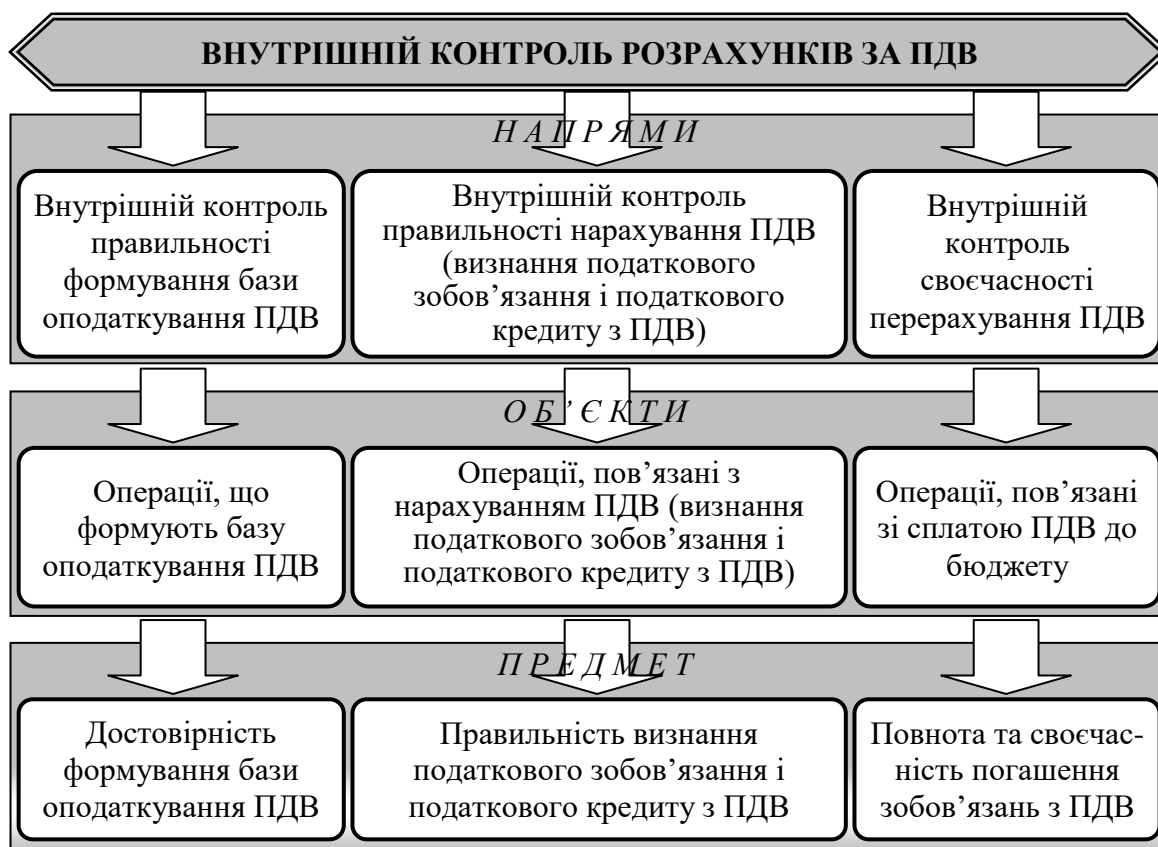 ВНУТРІШНІЙ КОНТРОЛЬ РОЗРАХУНКІВ ЗА ПДВ
НАПРЯМИ
Внутрішній контроль
правильності
формування бази
оподаткування ПДВ
Внутрішній контроль
правильності нарахування ПДВ
(визнання податкового
зобов’язання і податкового
кредиту з ПДВ)
Внутрішній
контроль
своєчасності
перерахування ПДВ
ОБ’ЄКТИ
Операції, що
формують базу
оподаткування ПДВ
Операції, пов’язані з
нарахуванням ПДВ (визнання
податкового зобов’язання і
податкового кредиту з ПДВ)
Операції, пов’язані
зі сплатою ПДВ до
бюджету
ПРЕДМЕТ
Достовірність
формування бази
оподаткування ПДВ
Правильність визнання
податкового зобов’язання і
податкового кредиту з ПДВ
Повнота та своєчас-
ність погашення
зобов’язань з ПДВ